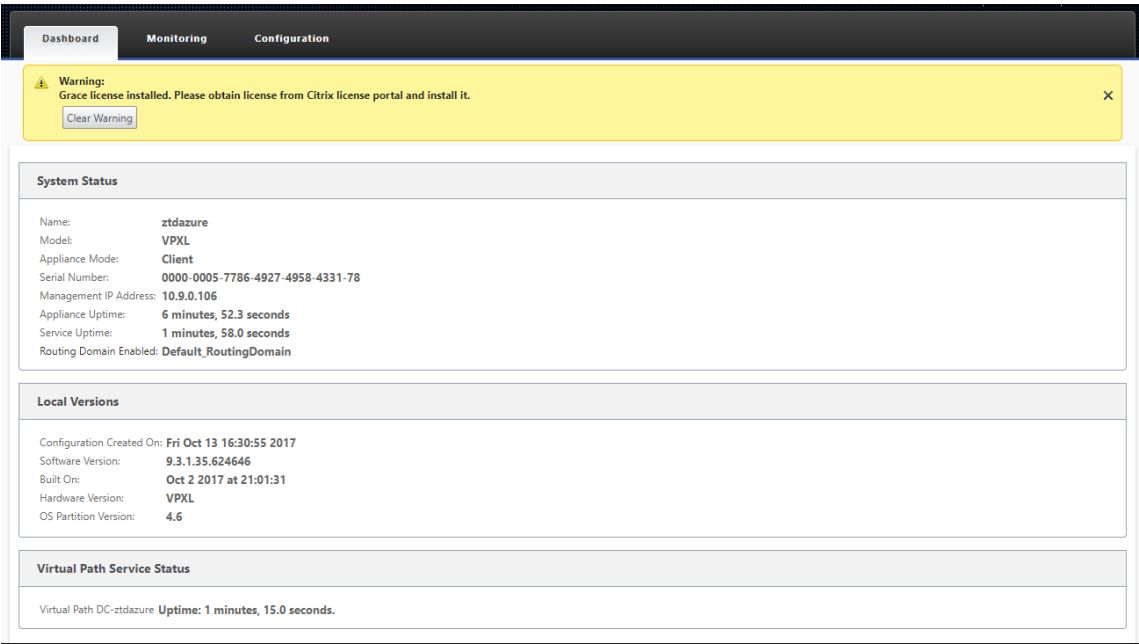 Dashboard Monitoring Configuration
Warning:
Grace license installed. Please obtain license from Citrix license portal and install it.
Clear Warning
System Status
Name: ztdazure
Model: VPXL
Appliance Mode: Client
Serial Number: 0000-0005-7786-4927-4958-4331-78
Management IP Address: 10.9.0.106
Appliance Uptime: 6 minutes, 52.3 seconds
Service Uptime: 1 minutes, 58.0 seconds
Routing Domain Enabled: Default_RoutingDomain
Local Versions
Configuration Created On: Fri Oct 13 16:30:55 2017
Software Version: 9.3.1.35.624646
Built On: Oct 2 2017 at 21:01:31
Hardware Version: VPXL
OS Partition Version: 4.6
Virtual Path Service Status
Virtual Path DC-ztdazure Uptime: 1 minutes, 15.0 seconds.